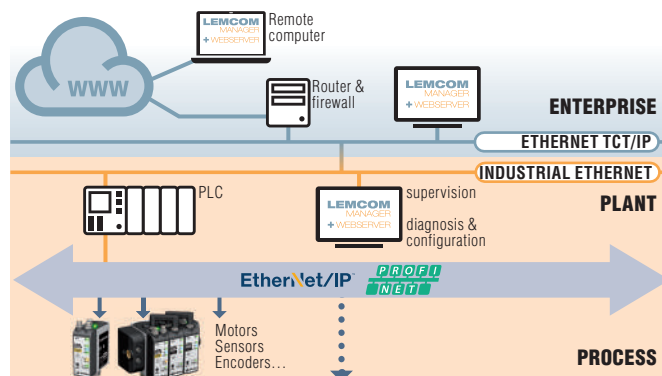 LEMCOM
MANAGER
+ WEBSERVER
Remote
computer
WWW
Router &
firewall
LEMCOM
MANAGER
+ WEBSERVER
ENTERPRISE
ETHERNET TCT/IP
INDUSTRIAL ETHERNET
PLC
LEMCOM
MANAGER
+ WEBSERVER
supervision
diagnosis &
configuration
PLANT
EtherNet/IP™
PROFI
NET
Motors
Sensors
Encoders...
PROCESS